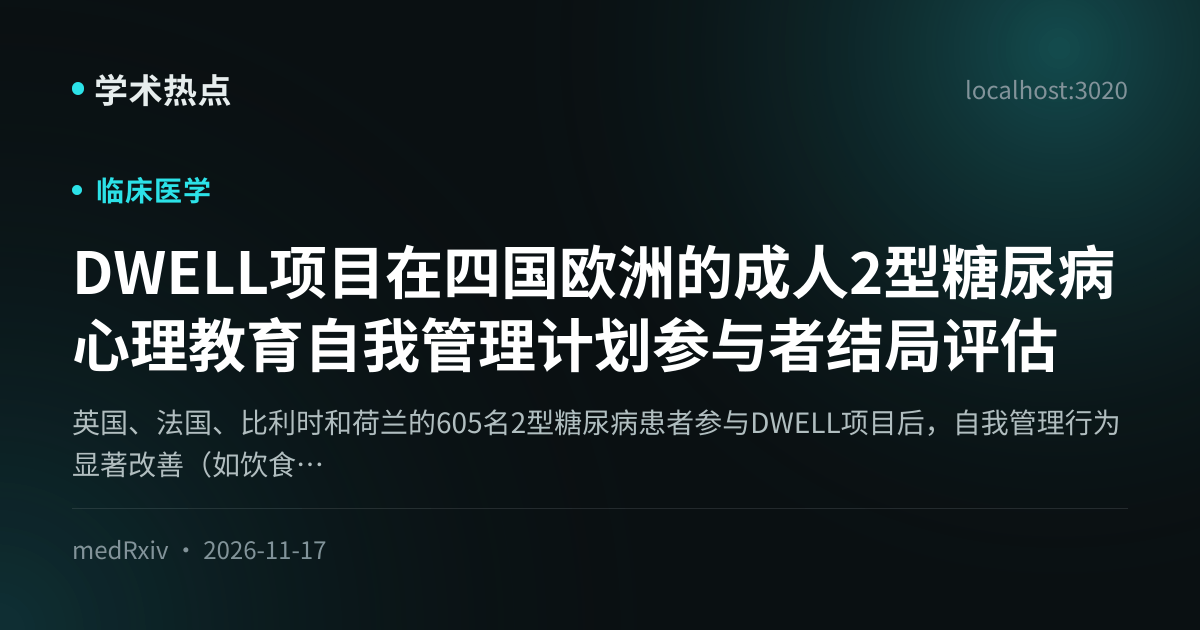 学术热点
localhost:3020
临床医学
DWELL项目在四国欧洲的成人2型糖尿病
心理教育自我管理计划参与者结局评估
英国、法国、比利时和荷兰的605名2型糖尿病患者参与DWELL项目后，自我管理行为
显著改善（如饮食…
medRxiv · 2026-11-17